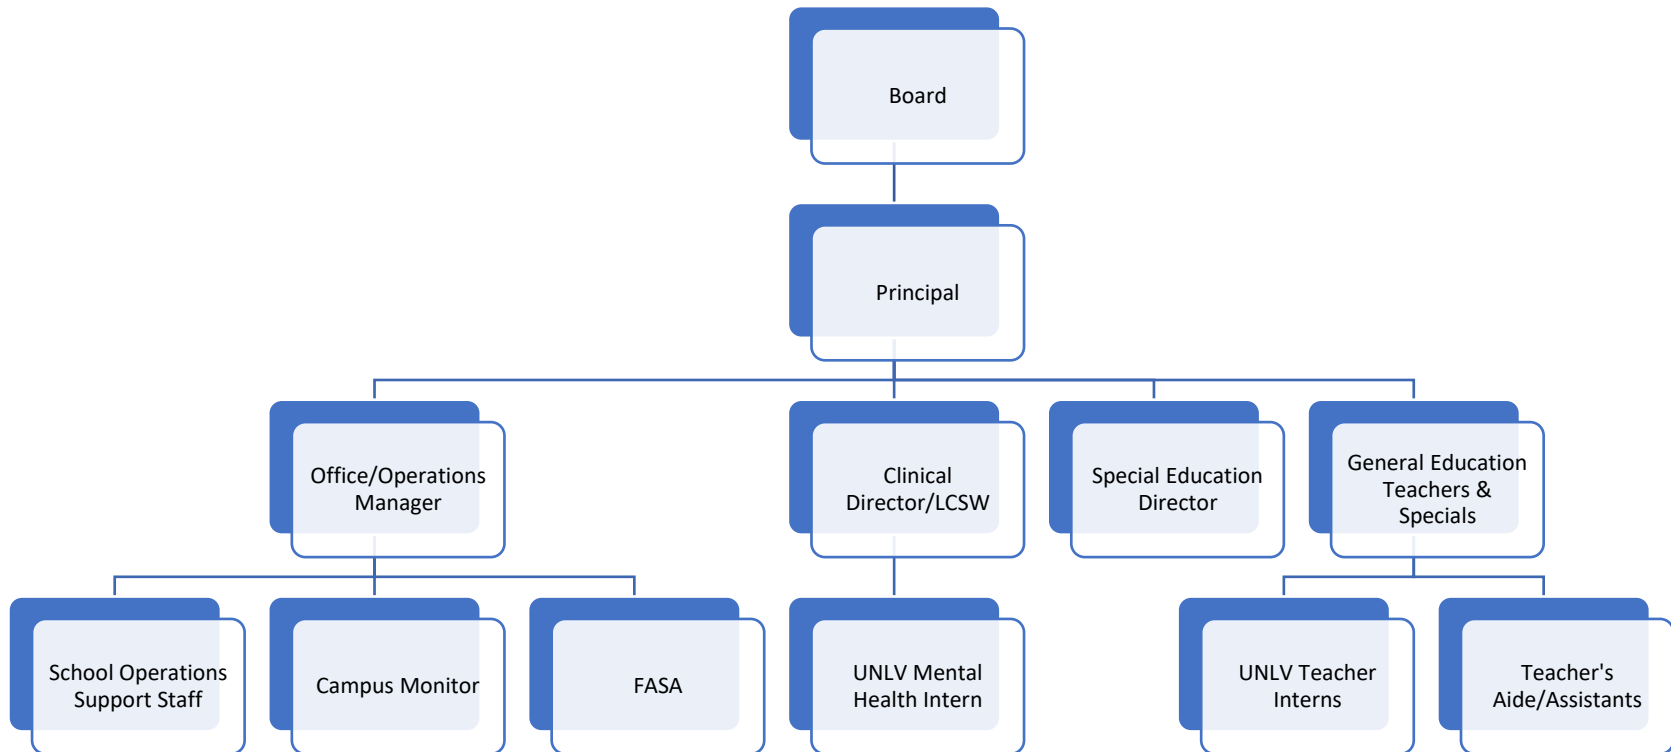 Board
Principal
Office/Operations
Manager
Clinical
Director/LCSW
Special Education
Director
General Education
Teachers &
Specials
School Operations
Support Staff
Campus Monitor
FASA
UNLV Mental
Health Intern
UNLV Teacher
Interns
Teacher's
Aide/Assistants